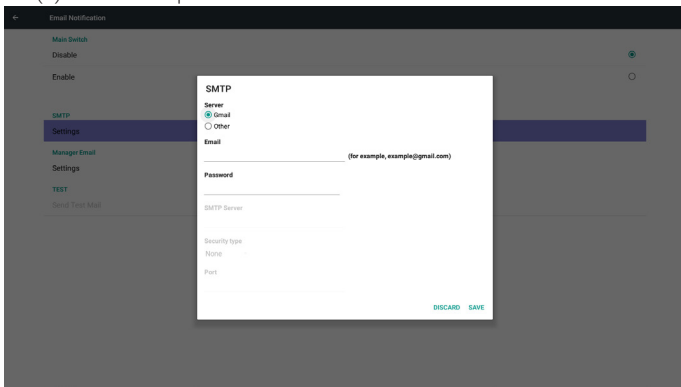 Email Notification
Main Switch
Disable
Enable
SMTP
Settings
Manager Email
Settings
TEST
Send Test Mail
SMTP
Server
Gmail
Other
Email
(for example, example@gmail.com)
Password
SMTP Server
Security type
None
Port
DISCARD SAVE